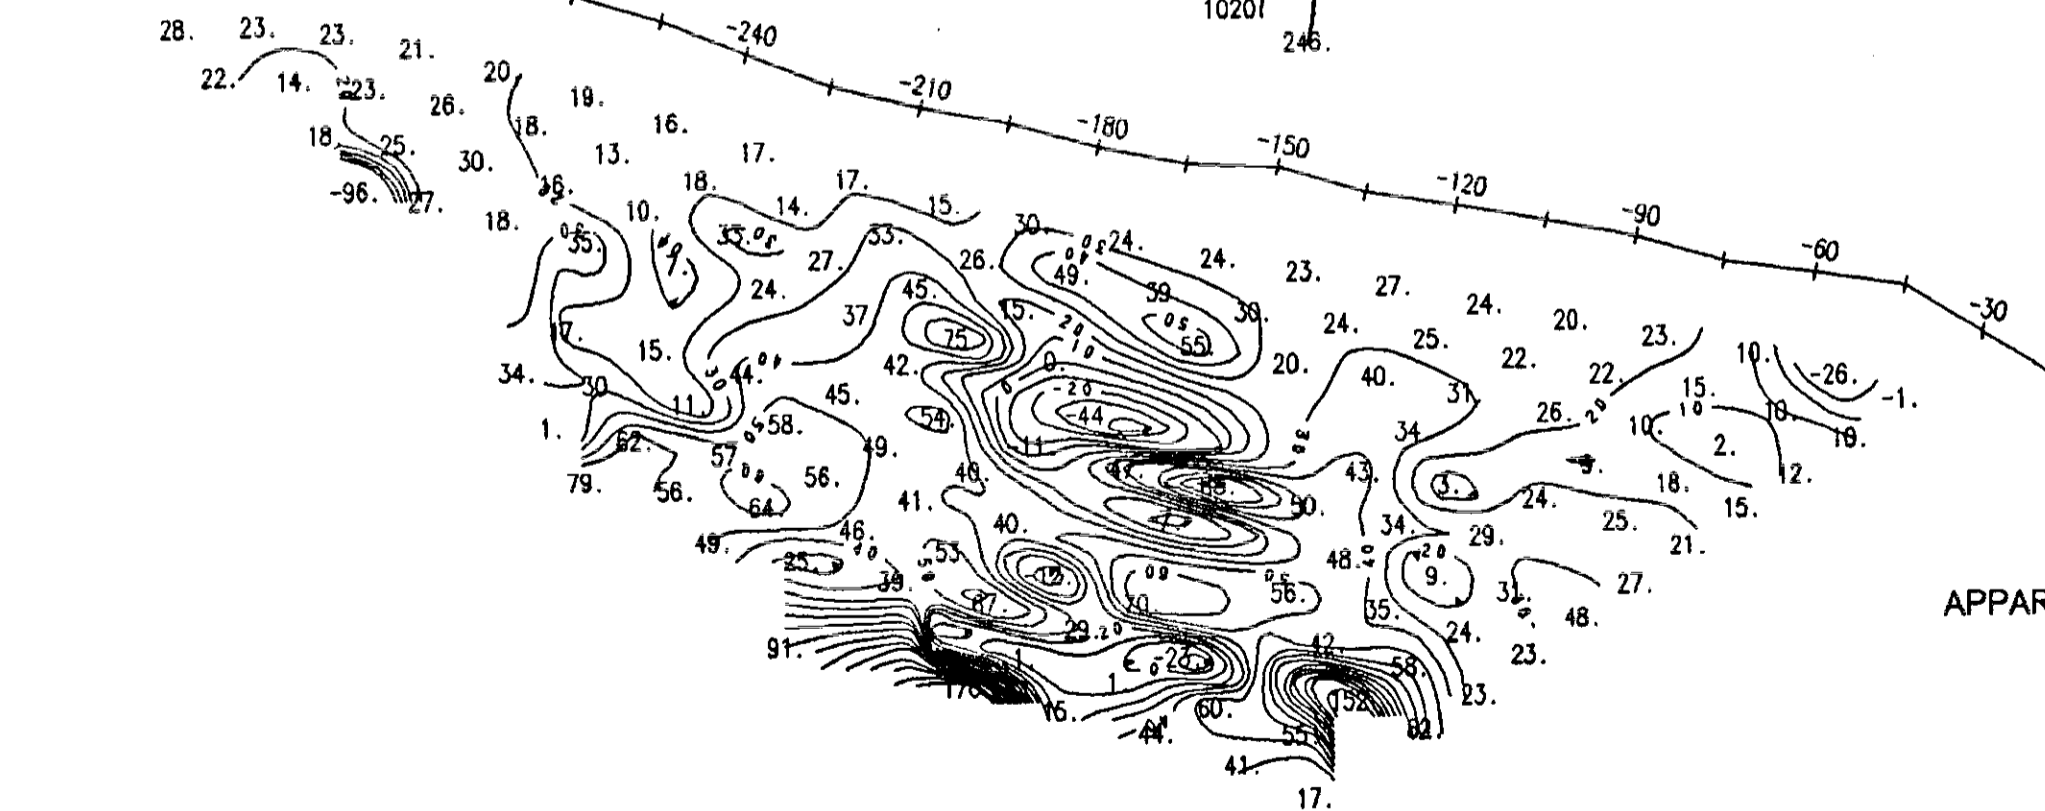 10201
246.
-240
-210
-180
-150
-120
-90
-60
-30
28. 23. 23. 21.
22. 14. 23. 26. 20. 19.
18. 25. 30. 18. 16. 13. 17.
-96. 27. 18. 16. 10. 18. 14. 17. 15.
35. 27. 33. 26. 30. 24. 24. 23. 27. 24. 20. 23.
24. 45. 49. 39. 30. 24. 25. 22. 22.
17. 15. 37. 75. 15. 55. 20. 40. 31. 26. 10. 15. -26. -1.
34. 30 11. 44. 45. 42. 0. -20 -44
1. 62. 57. 58. 49. 54. -11. 34. 10. 10. 10. 2.
79. 56. 64. 56. 40. 43. 3. 24. 18. 12.
49. 46. 41. 40. 50. 34. 29. 25. 15. 21.
25. 39. 53 48. 9. 31. 27.
70. 56. 35. 24. 48. 23.
91. 29. 20 -23. 42. 58. 23.
1. 1 152
15. 60. 55. 82.
44. 41. 17.
APPAR